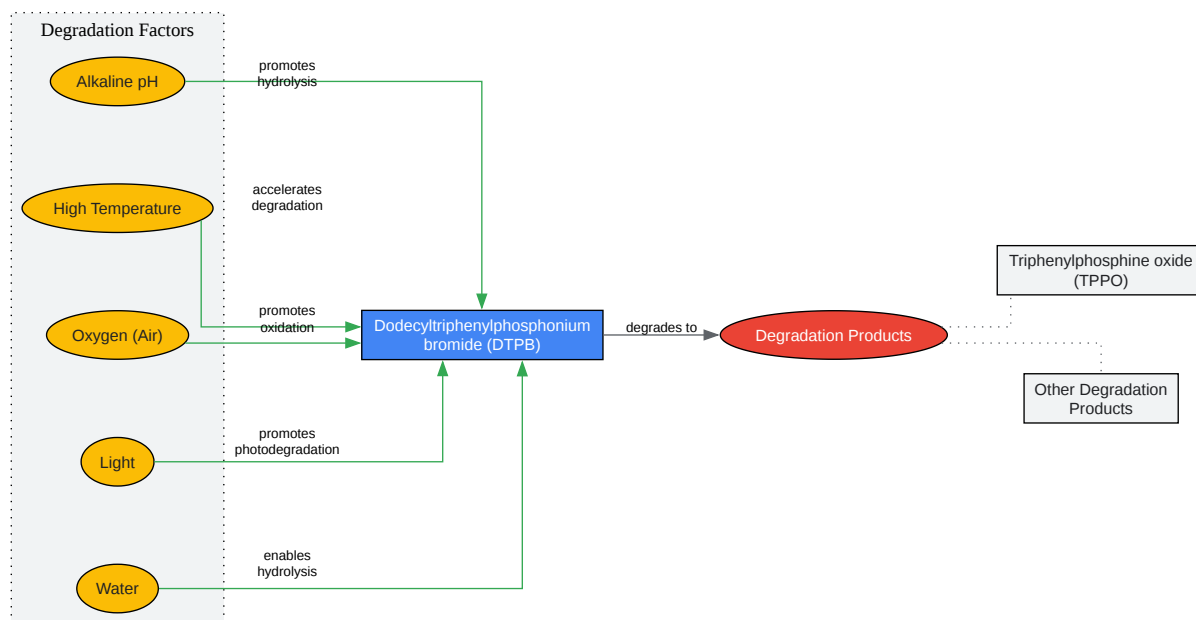 Degradation Factors
Alkaline pH
promotes
hydrolysis
High Temperature
accelerates
degradation
Oxygen (Air)
promotes
oxidation
Dodecyltriphenylphosphonium
bromide (DTPB)
degrades to
Degradation Products
Triphenylphosphine oxide
(TPPO)
Other Degradation
Products
Light
promotes
photodegradation
Water
enables
hydrolysis